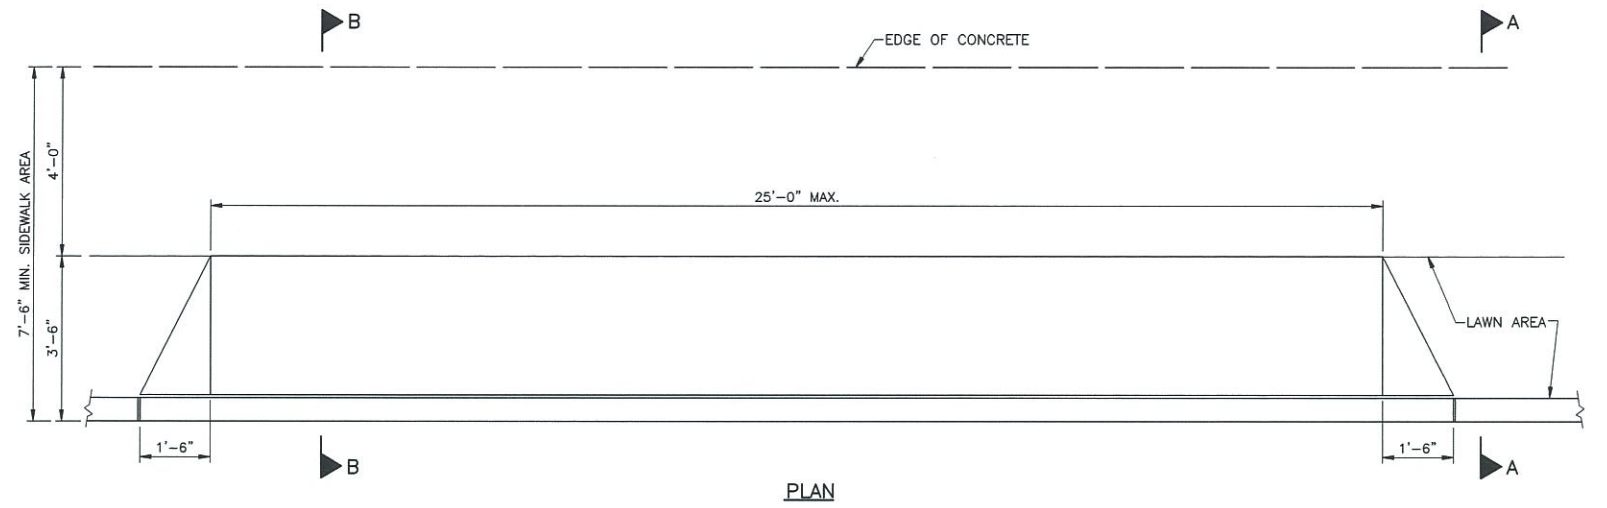 B
A
EDGE OF CONCRETE
7'-6" MIN. SIDEWALK AREA
4'-0"
25'-0" MAX.
3'-6"
LAWN AREA
1'-6"
1'-6"
B
A
PLAN